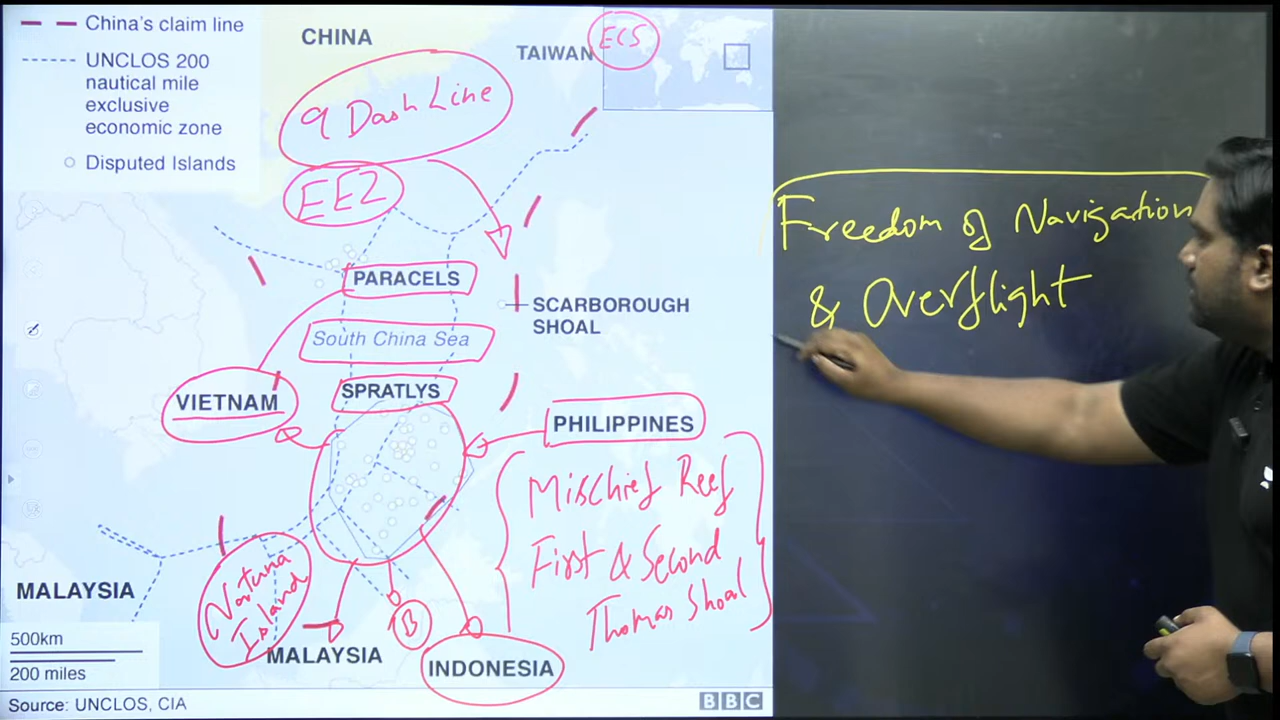 China's claim line
UNCLOS 200
nautical mile
exclusive
economic zone
Disputed Islands
CHINA
TAIWAN
ECS
9 Dash Line
EEZ
PARACELS
SCARBOROUGH
SHOAL
South China Sea
SPRATLYS
VIETNAM
PHILIPPINES
Mischief Reef
First & Second
Thomas Shoal
MALAYSIA
Natuna
Island
B
MALAYSIA
INDONESIA
500km
200 miles
Source: UNCLOS, CIA
BBC
Freedom of Navigation
& Overflight